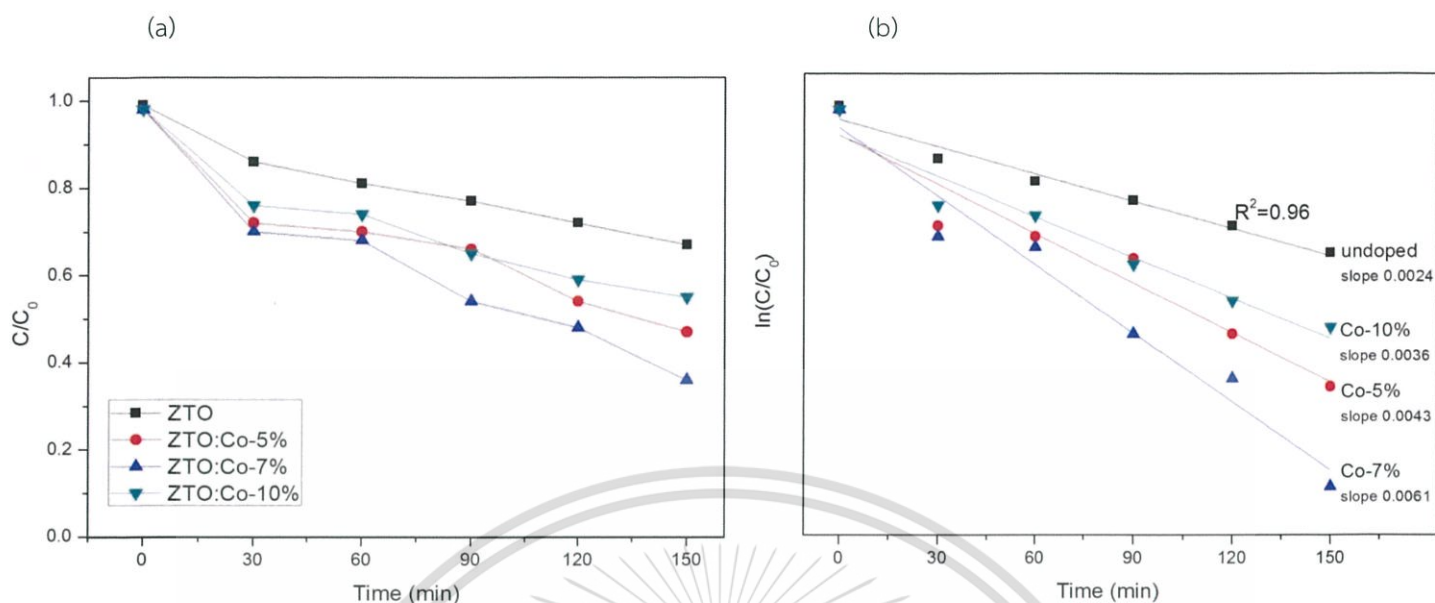 (a)
(b)
1.0
0.8
0.6
0.4
0.2
0.0
C/C₀
ZTO
ZTO:Co-5%
ZTO:Co-7%
ZTO:Co-10%
0 30 60 90 120 150
Time (min)
ln(C/C₀)
R²=0.96
undoped
slope 0.0024
Co-10%
slope 0.0036
Co-5%
slope 0.0043
Co-7%
slope 0.0061
0 30 60 90 120 150
Time (min)